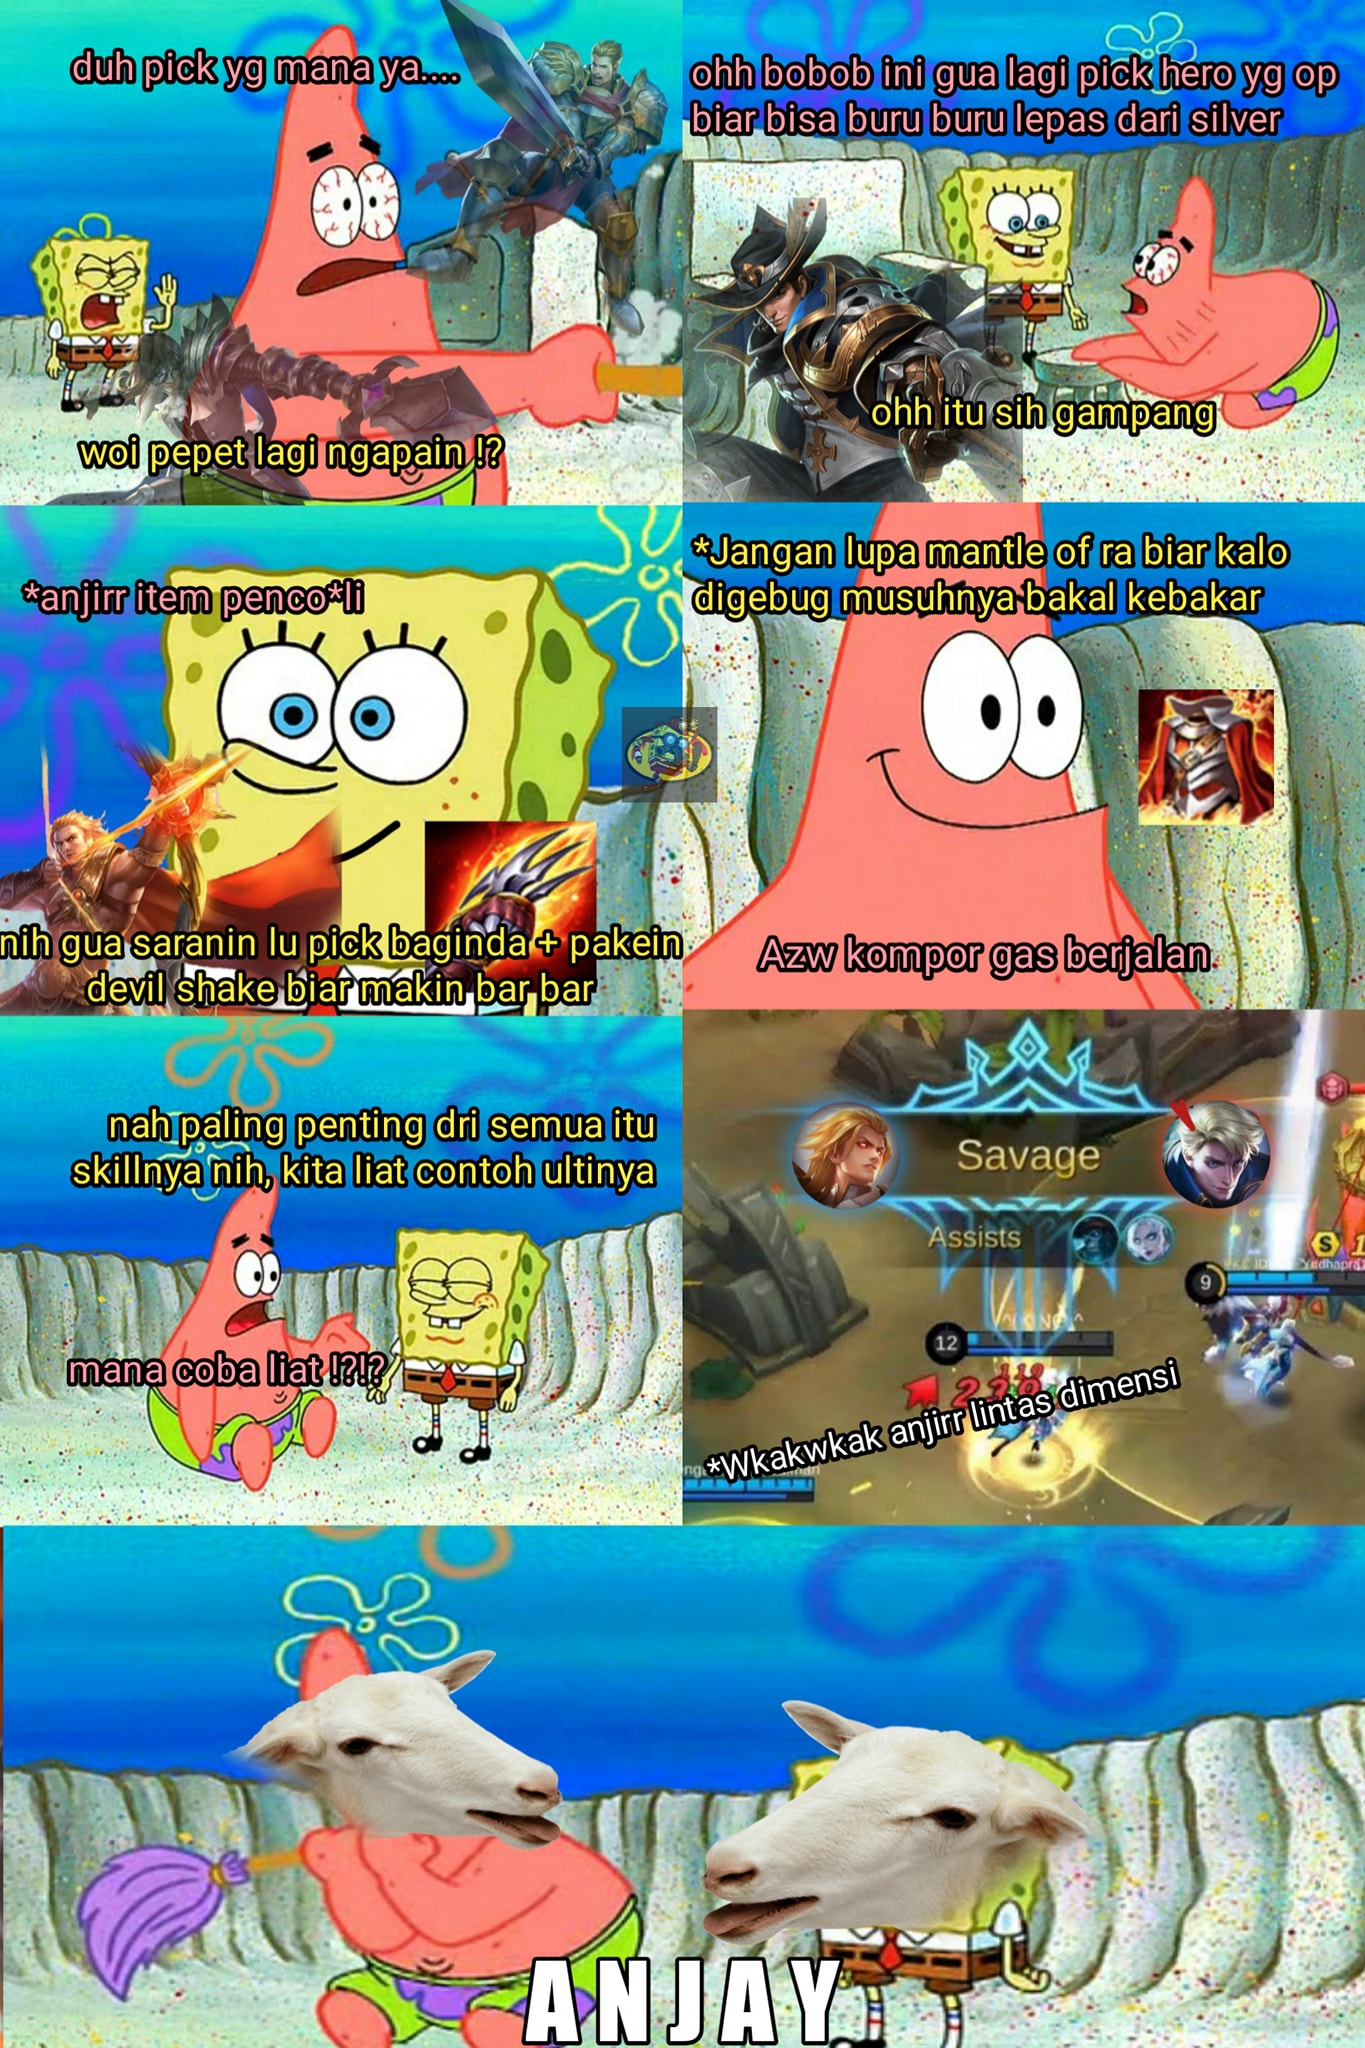 duh pick yg mana ya....
woi pepet lagi ngapain !?
ohh bobob ini gua lagi pick hero yg op
biar bisa buru buru lepas dari silver
ohh itu sih gampang
*anjirr item penco*li
nih gua saranin lu pick baginda + pakein
devil shake biar makin bar bar
*Jangan lupa mantle of ra biar kalo
digebug musuhnya bakal kebakar
Azw kompor gas berjalan
nah paling penting dri semua itu
skillnya nih, kita liat contoh ultinya
mana coba liat !?!?
Savage
Assists
9
12
*Wkakwkak anjirr lintas dimensi
ANJAY